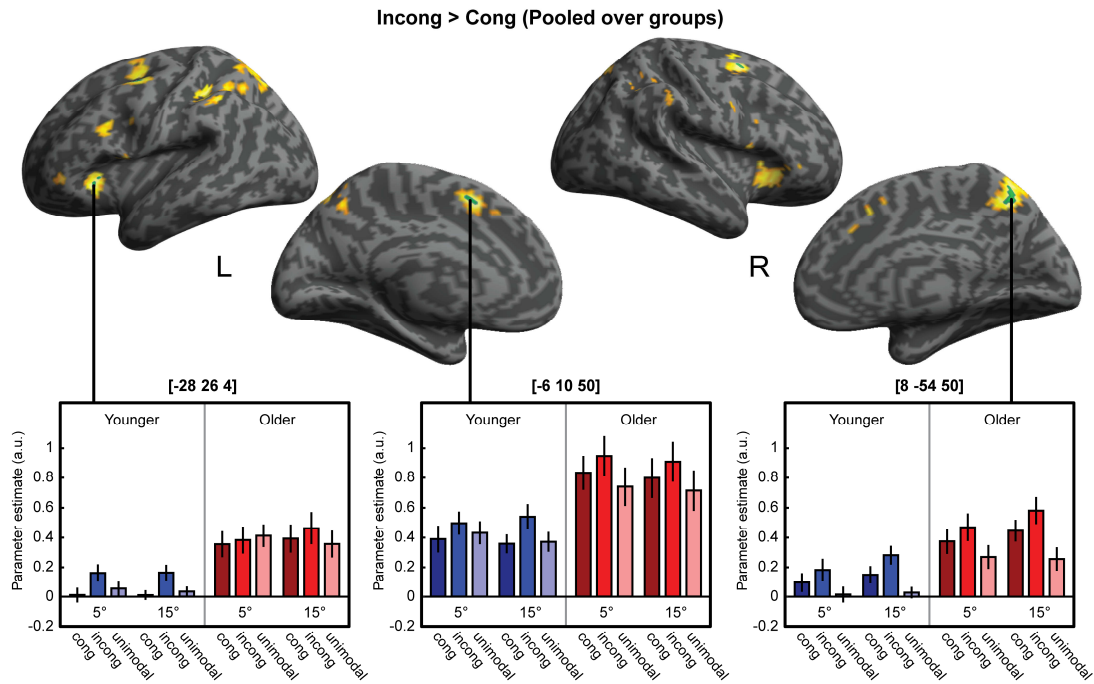 Incong > Cong (Pooled over groups)
L
R
[-28 26 4]
Younger
Older
Parameter estimate (a.u.)
1
0.8
0.6
0.4
0.2
0
-0.2
5°
15°
cong
incong
unimodal
cong
incong
unimodal
cong
incong
unimodal
cong
incong
unimodal
[-6 10 50]
Younger
Older
Parameter estimate (a.u.)
1
0.8
0.6
0.4
0.2
0
-0.2
5°
15°
5°
15°
cong
incong
unimodal
cong
incong
unimodal
cong
incong
unimodal
cong
incong
unimodal
[8 -54 50]
Younger
Older
Parameter estimate (a.u.)
1
0.8
0.6
0.4
0.2
0
-0.2
5°
15°
5°
15°
cong
incong
unimodal
cong
incong
unimodal
cong
incong
unimodal
cong
incong
unimodal